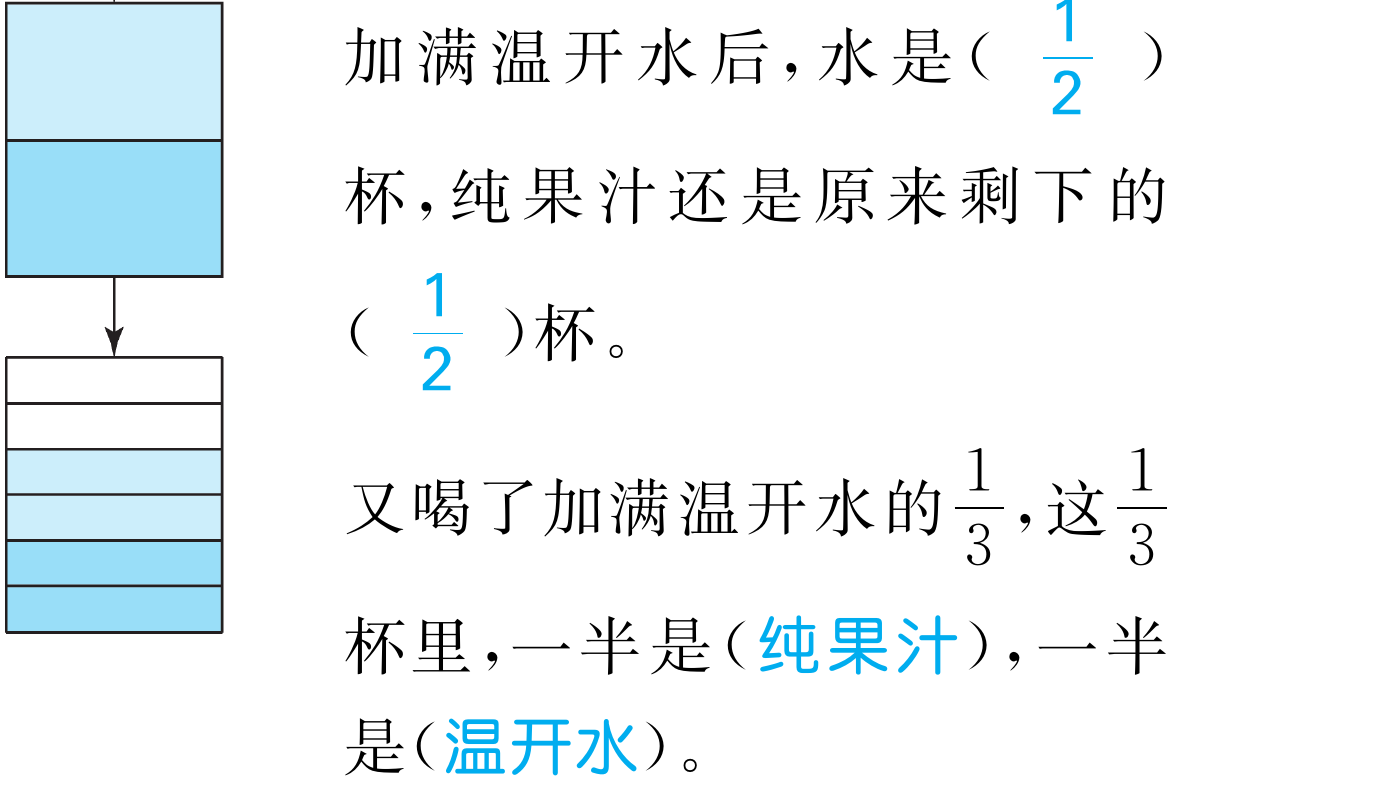 加满温开水后,水是( 1/2 )
杯,纯果汁还是原来剩下的
( 1/2 )杯。
又喝了加满温开水的1/3,这1/3
杯里,一半是(纯果汁),一半
是(温开水)。